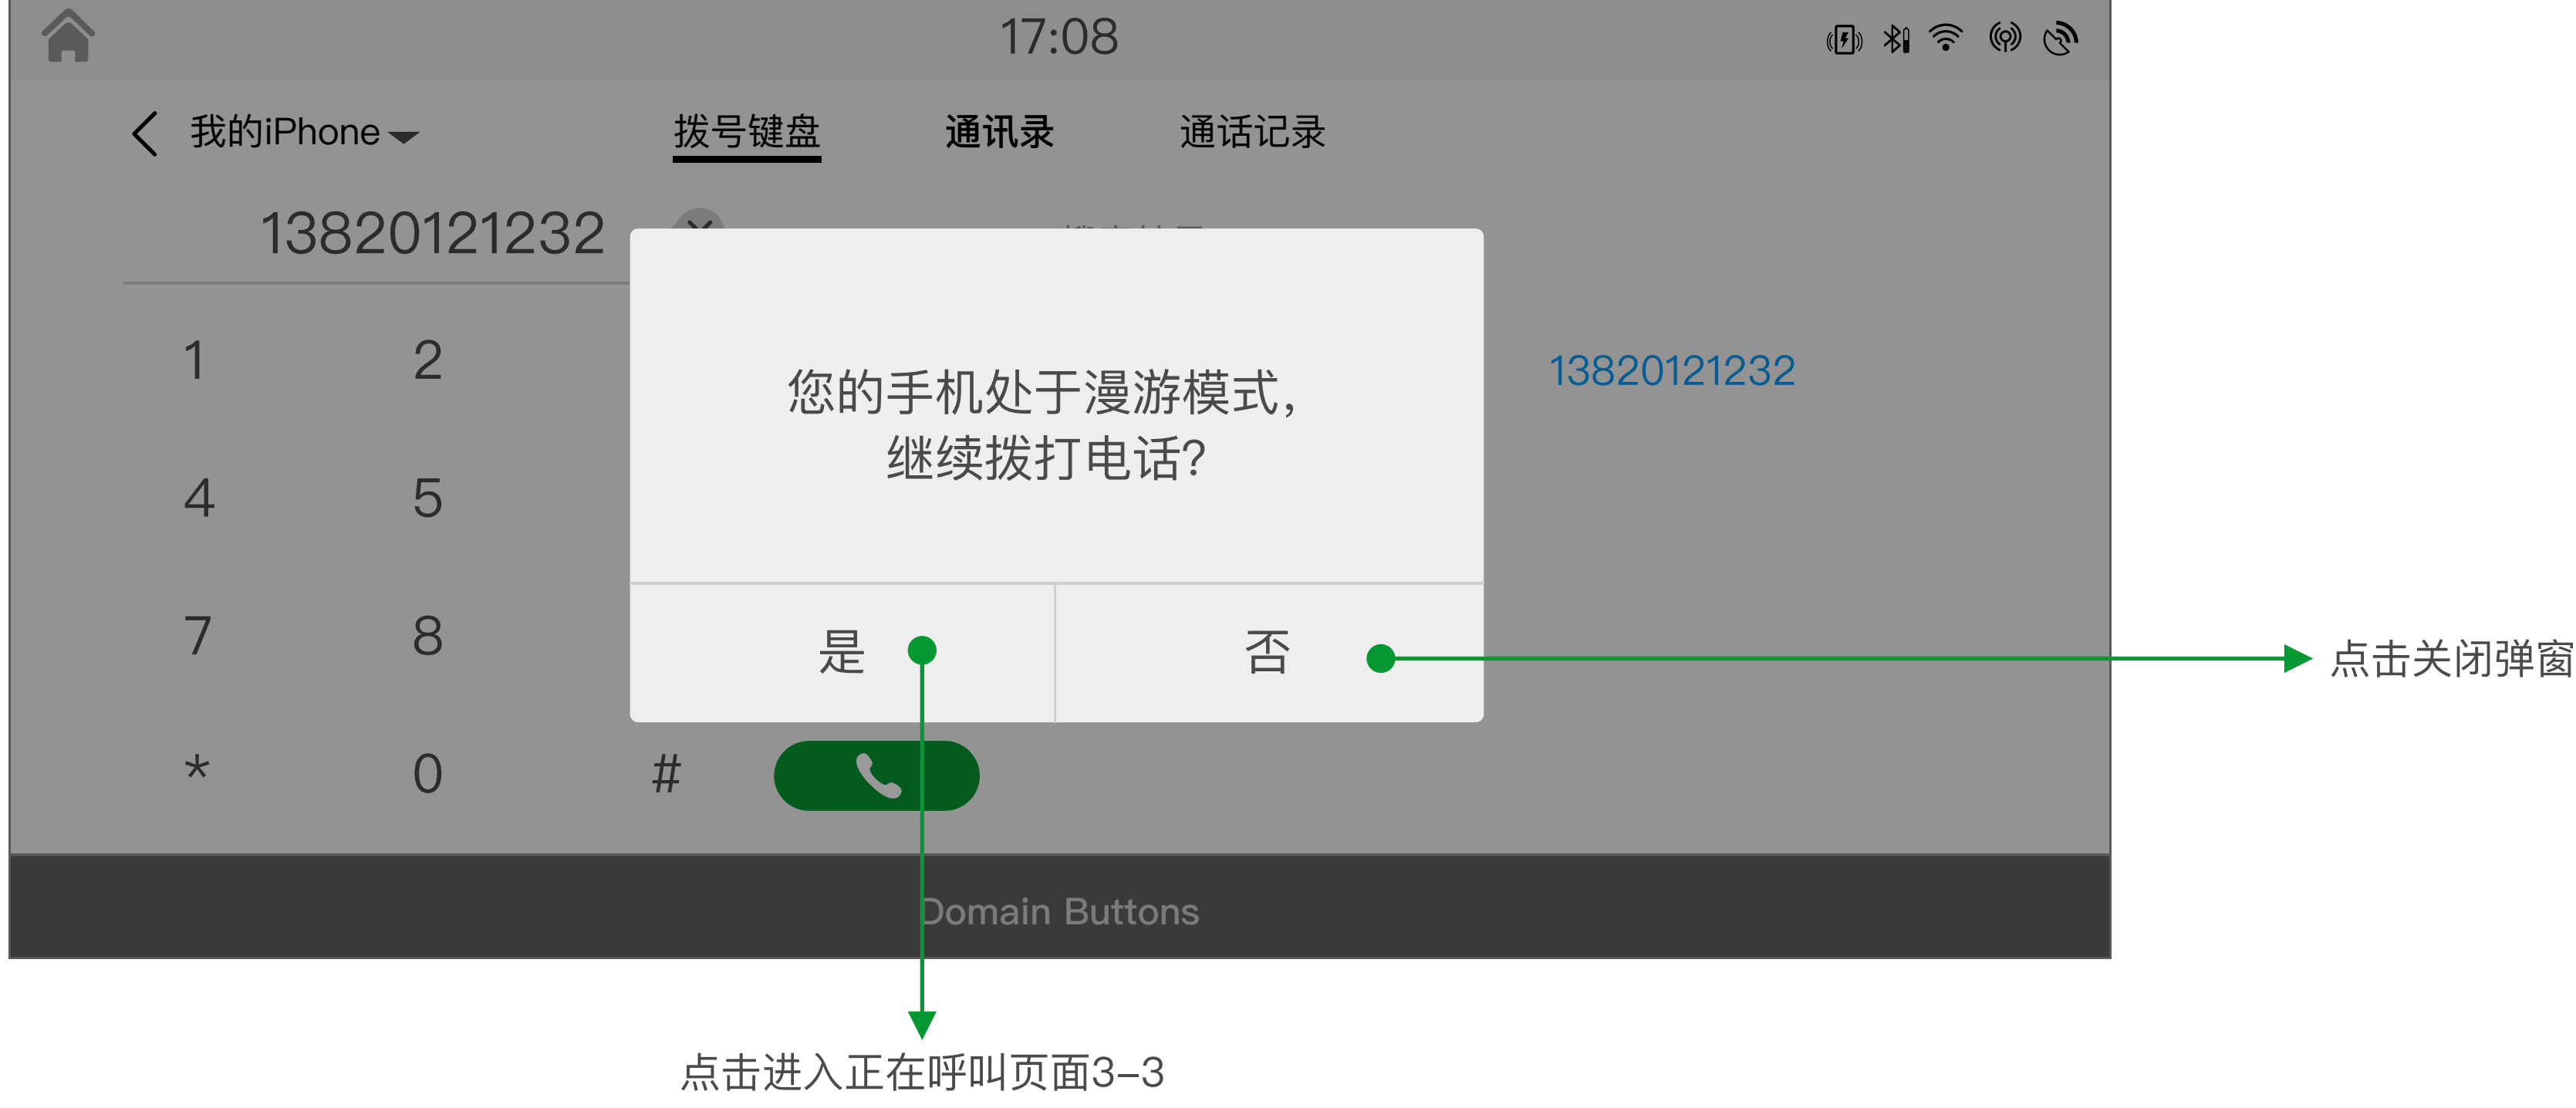 17:08
我的iPhone
拨号键盘
通讯录
通话记录
13820121232
您的手机处于漫游模式，
继续拨打电话？
13820121232
1
2
4
5
7
8
是
否
点击关闭弹窗
*
0
#
Domain Buttons
点击进入正在呼叫页面3-3